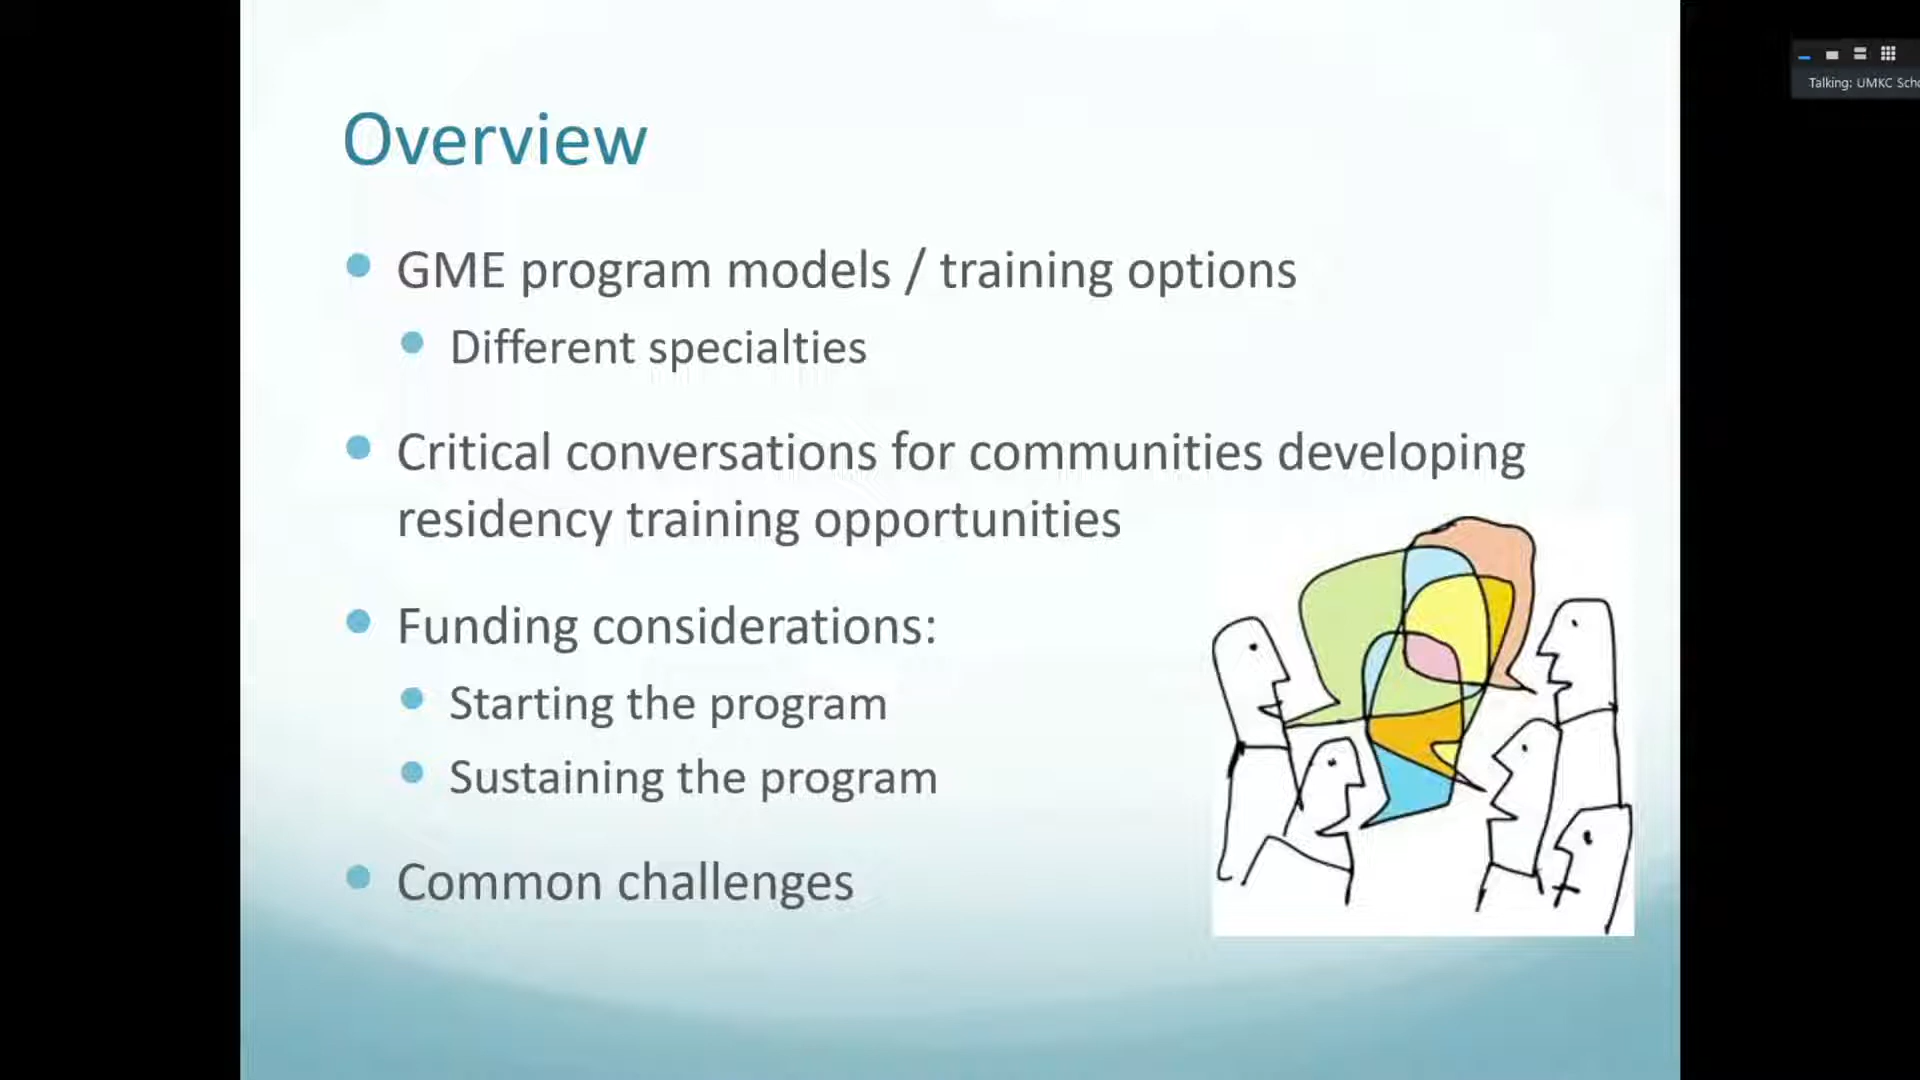 Overview
GME program models / training options
Different specialties
Critical conversations for communities developing
residency training opportunities
Funding considerations:
Starting the program
Sustaining the program
Common challenges
Talking: UMKC Scho